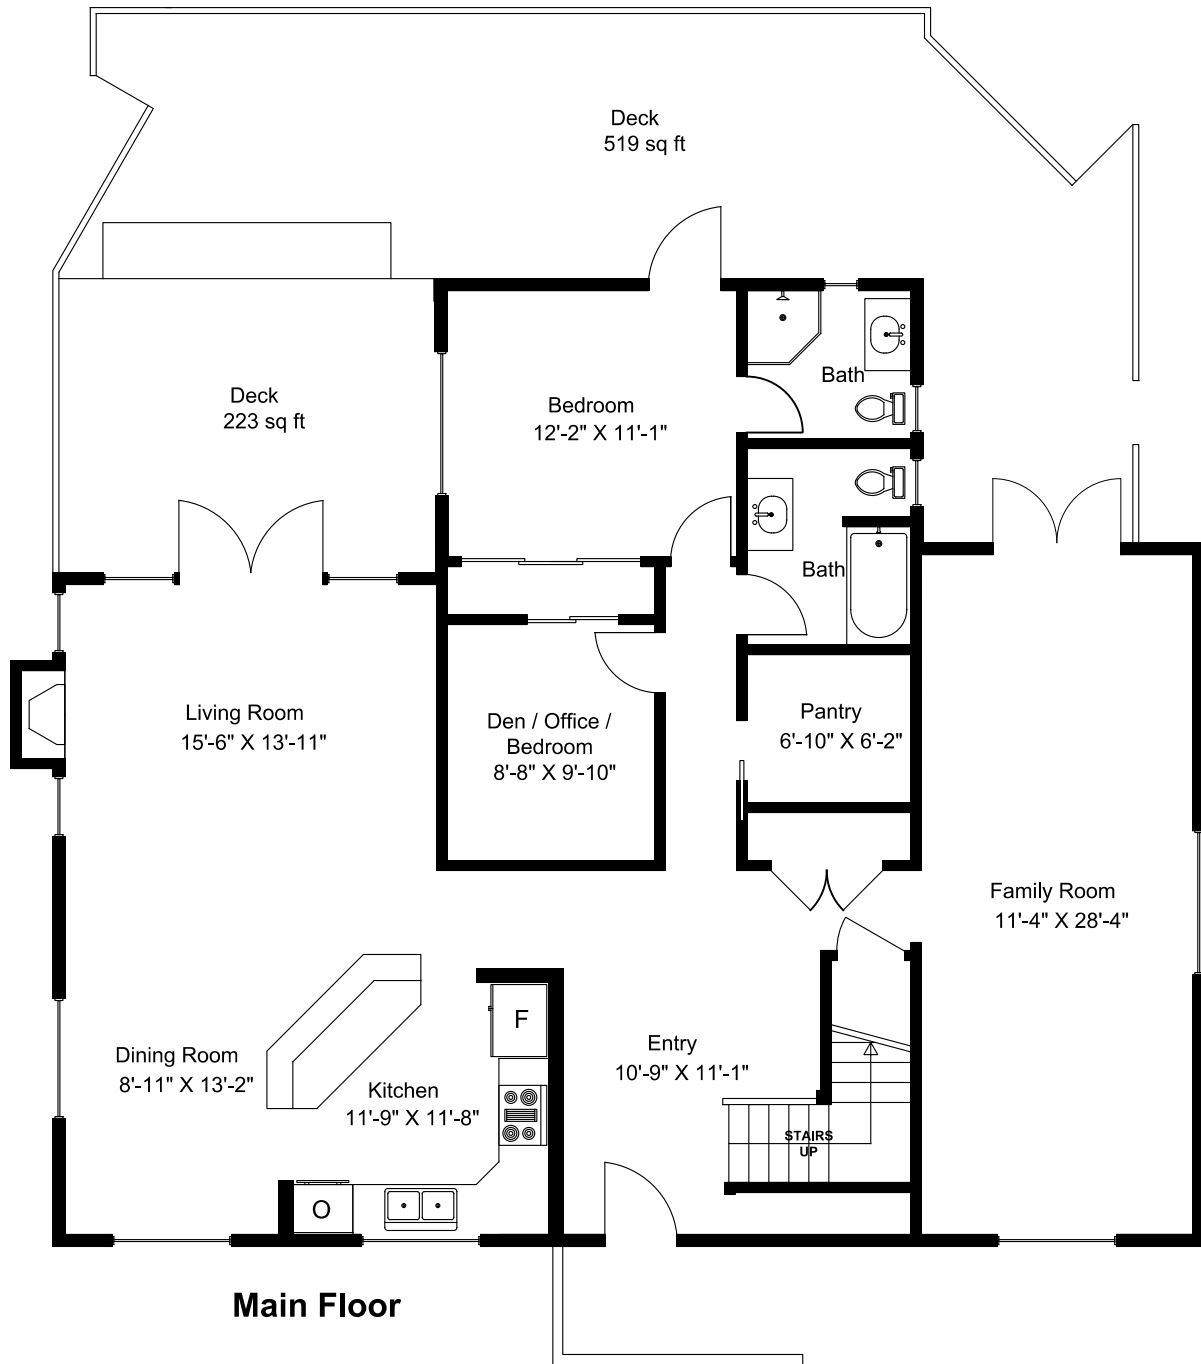 Deck
519 sq ft
Deck
223 sq ft
Bedroom
12'-2" X 11'-1"
Bath
Bath
Living Room
15'-6" X 13'-11"
Den / Office /
Bedroom
8'-8" X 9'-10"
Pantry
6'-10" X 6'-2"
Family Room
11'-4" X 28'-4"
F
Dining Room
8'-11" X 13'-2"
Kitchen
11'-9" X 11'-8"
Entry
10'-9" X 11'-1"
STAIRS
UP
O
Main Floor